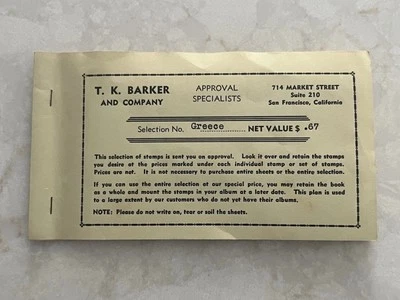 T. K. BARKER
AND COMPANY
APPROVAL
SPECIALISTS
714 MARKET STREET
Suite 210
San Francisco, California
Selection No. Greece NET VALUE $ .67
This selection of stamps is sent you on approval. Look it over and retain the stamps
you desire at the prices marked under each individual stamp or set of stamps.
Prices are net. It is not necessary to purchase entire sheets or the entire selection.
If you can use the entire selection at our special price, you may retain the book
as a whole and mount the stamps in your album at a later date. This plan is used
to a large extent by our customers who do not yet have their albums.
NOTE: Please do not write on, tear or soil the sheets.